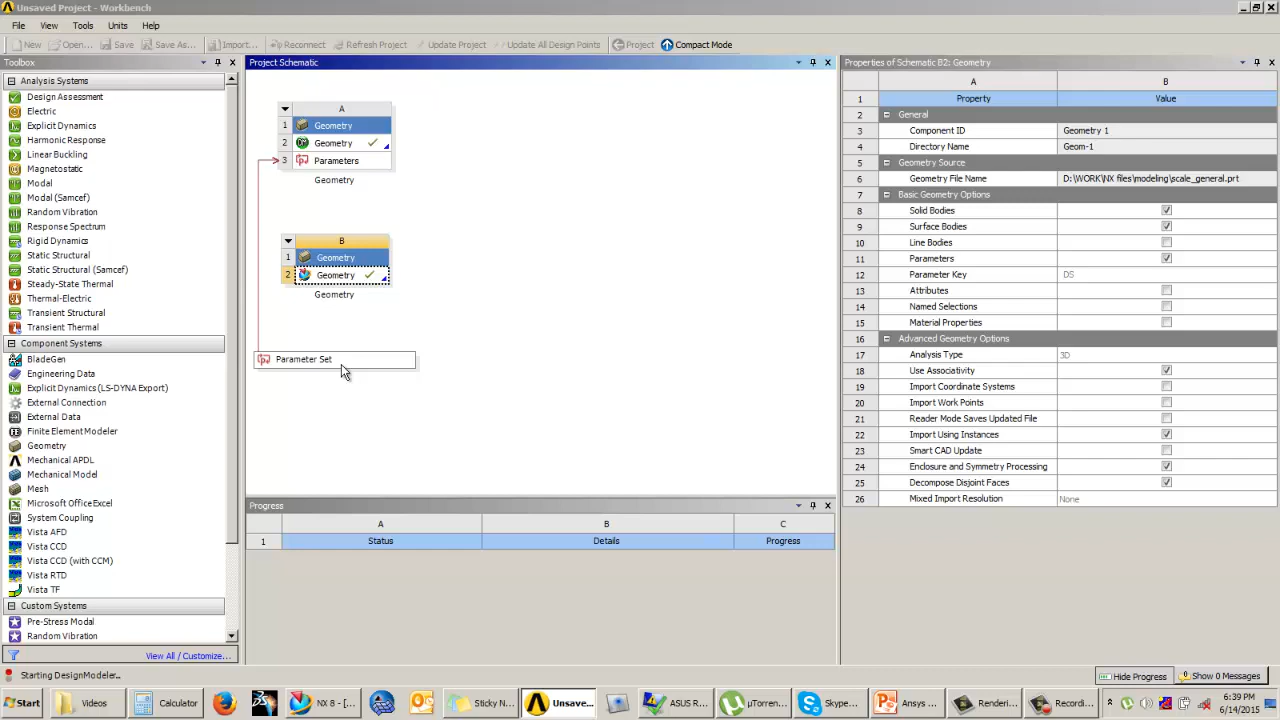 Unsaved Project - Workbench
File View Tools Units Help
New Open... Save Save As... Import... Reconnect Refresh Project Update Project Update All Design Points Project Compact Mode
Toolbox
Analysis Systems
Design Assessment
Electric
Explicit Dynamics
Harmonic Response
Linear Buckling
Magnetostatic
Modal
Modal (Samcef)
Random Vibration
Response Spectrum
Rigid Dynamics
Static Structural
Static Structural (Samcef)
Steady-State Thermal
Thermal-Electric
Transient Structural
Transient Thermal
Component Systems
BladeGen
Engineering Data
Explicit Dynamics (LS-DYNA Export)
External Connection
External Data
Finite Element Modeler
Geometry
Mechanical APDL
Mechanical Model
Mesh
Microsoft Office Excel
System Coupling
Vista AFD
Vista CCD
Vista CCD (with CCM)
Vista RTD
Vista TF
Custom Systems
Pre-Stress Modal
Random Vibration
View All / Customize...
Project Schematic
A
1 Geometry
2 Geometry
3 Parameters
Geometry
B
1 Geometry
2 Geometry
Geometry
Parameter Set
Progress
A B C
1 Status Details Progress
Properties of Schematic B2: Geometry
A B
1 Property Value
2 General
3 Component ID Geometry 1
4 Directory Name Geom-1
5 Geometry Source
6 Geometry File Name D:\WORK\NX files\modeling\scale_general.prt
7 Basic Geometry Options
8 Solid Bodies
9 Surface Bodies
10 Line Bodies
11 Parameters
12 Parameter Key DS
13 Attributes
14 Named Selections
15 Material Properties
16 Advanced Geometry Options
17 Analysis Type 3D
18 Use Associativity
19 Import Coordinate Systems
20 Import Work Points
21 Reader Mode Saves Updated File
22 Import Using Instances
23 Smart CAD Update
24 Enclosure and Symmetry Processing
25 Decompose Disjoint Faces
26 Mixed Import Resolution None
Starting DesignModeler... Hide Progress Show 0 Messages
Start Videos Calculator NX 8 - [ Sticky N... Unsave... ASUS R... µTorren... Skype... Ansys ... Renderi... Recordi...
6:39 PM
6/14/2015